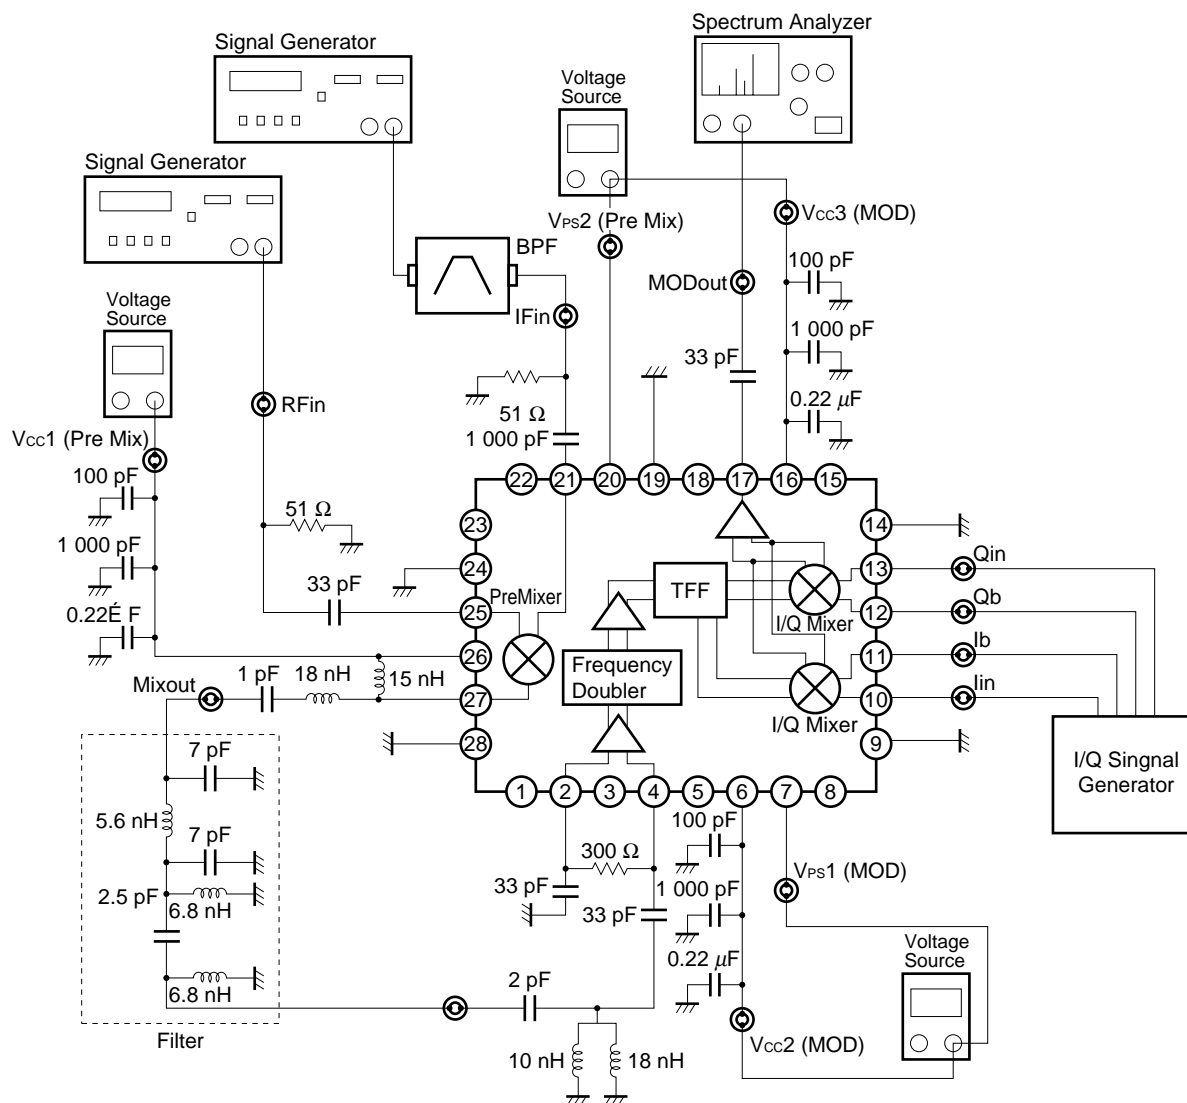 Spectrum Analyzer
Signal Generator
Voltage
Source
Signal Generator
VPS2 (Pre Mix)
VCC3 (MOD)
BPF
100 pF
MODout
Voltage
Source
IFin
1 000 pF
33 pF
RFin
0.22 µF
51 Ω
1 000 pF
VCC1 (Pre Mix)
100 pF
22 21 20 19 18 17 16 15
51 Ω
23
14
1 000 pF
Qin
24
13
33 pF
PreMixer
TFF
0.22É F
25
12
Qb
I/Q Mixer
26
Frequency
Doubler
11
Ib
Mixout
1 pF
18 nH
15 nH
27
10
Iin
I/Q Mixer
28
9
7 pF
I/Q Singnal
Generator
1 2 3 4 5 6 7 8
5.6 nH
7 pF
100 pF
300 Ω
VPS1 (MOD)
2.5 pF
33 pF
1 000 pF
6.8 nH
33 pF
Voltage
Source
0.22 µF
6.8 nH
2 pF
Filter
VCC2 (MOD)
10 nH
18 nH